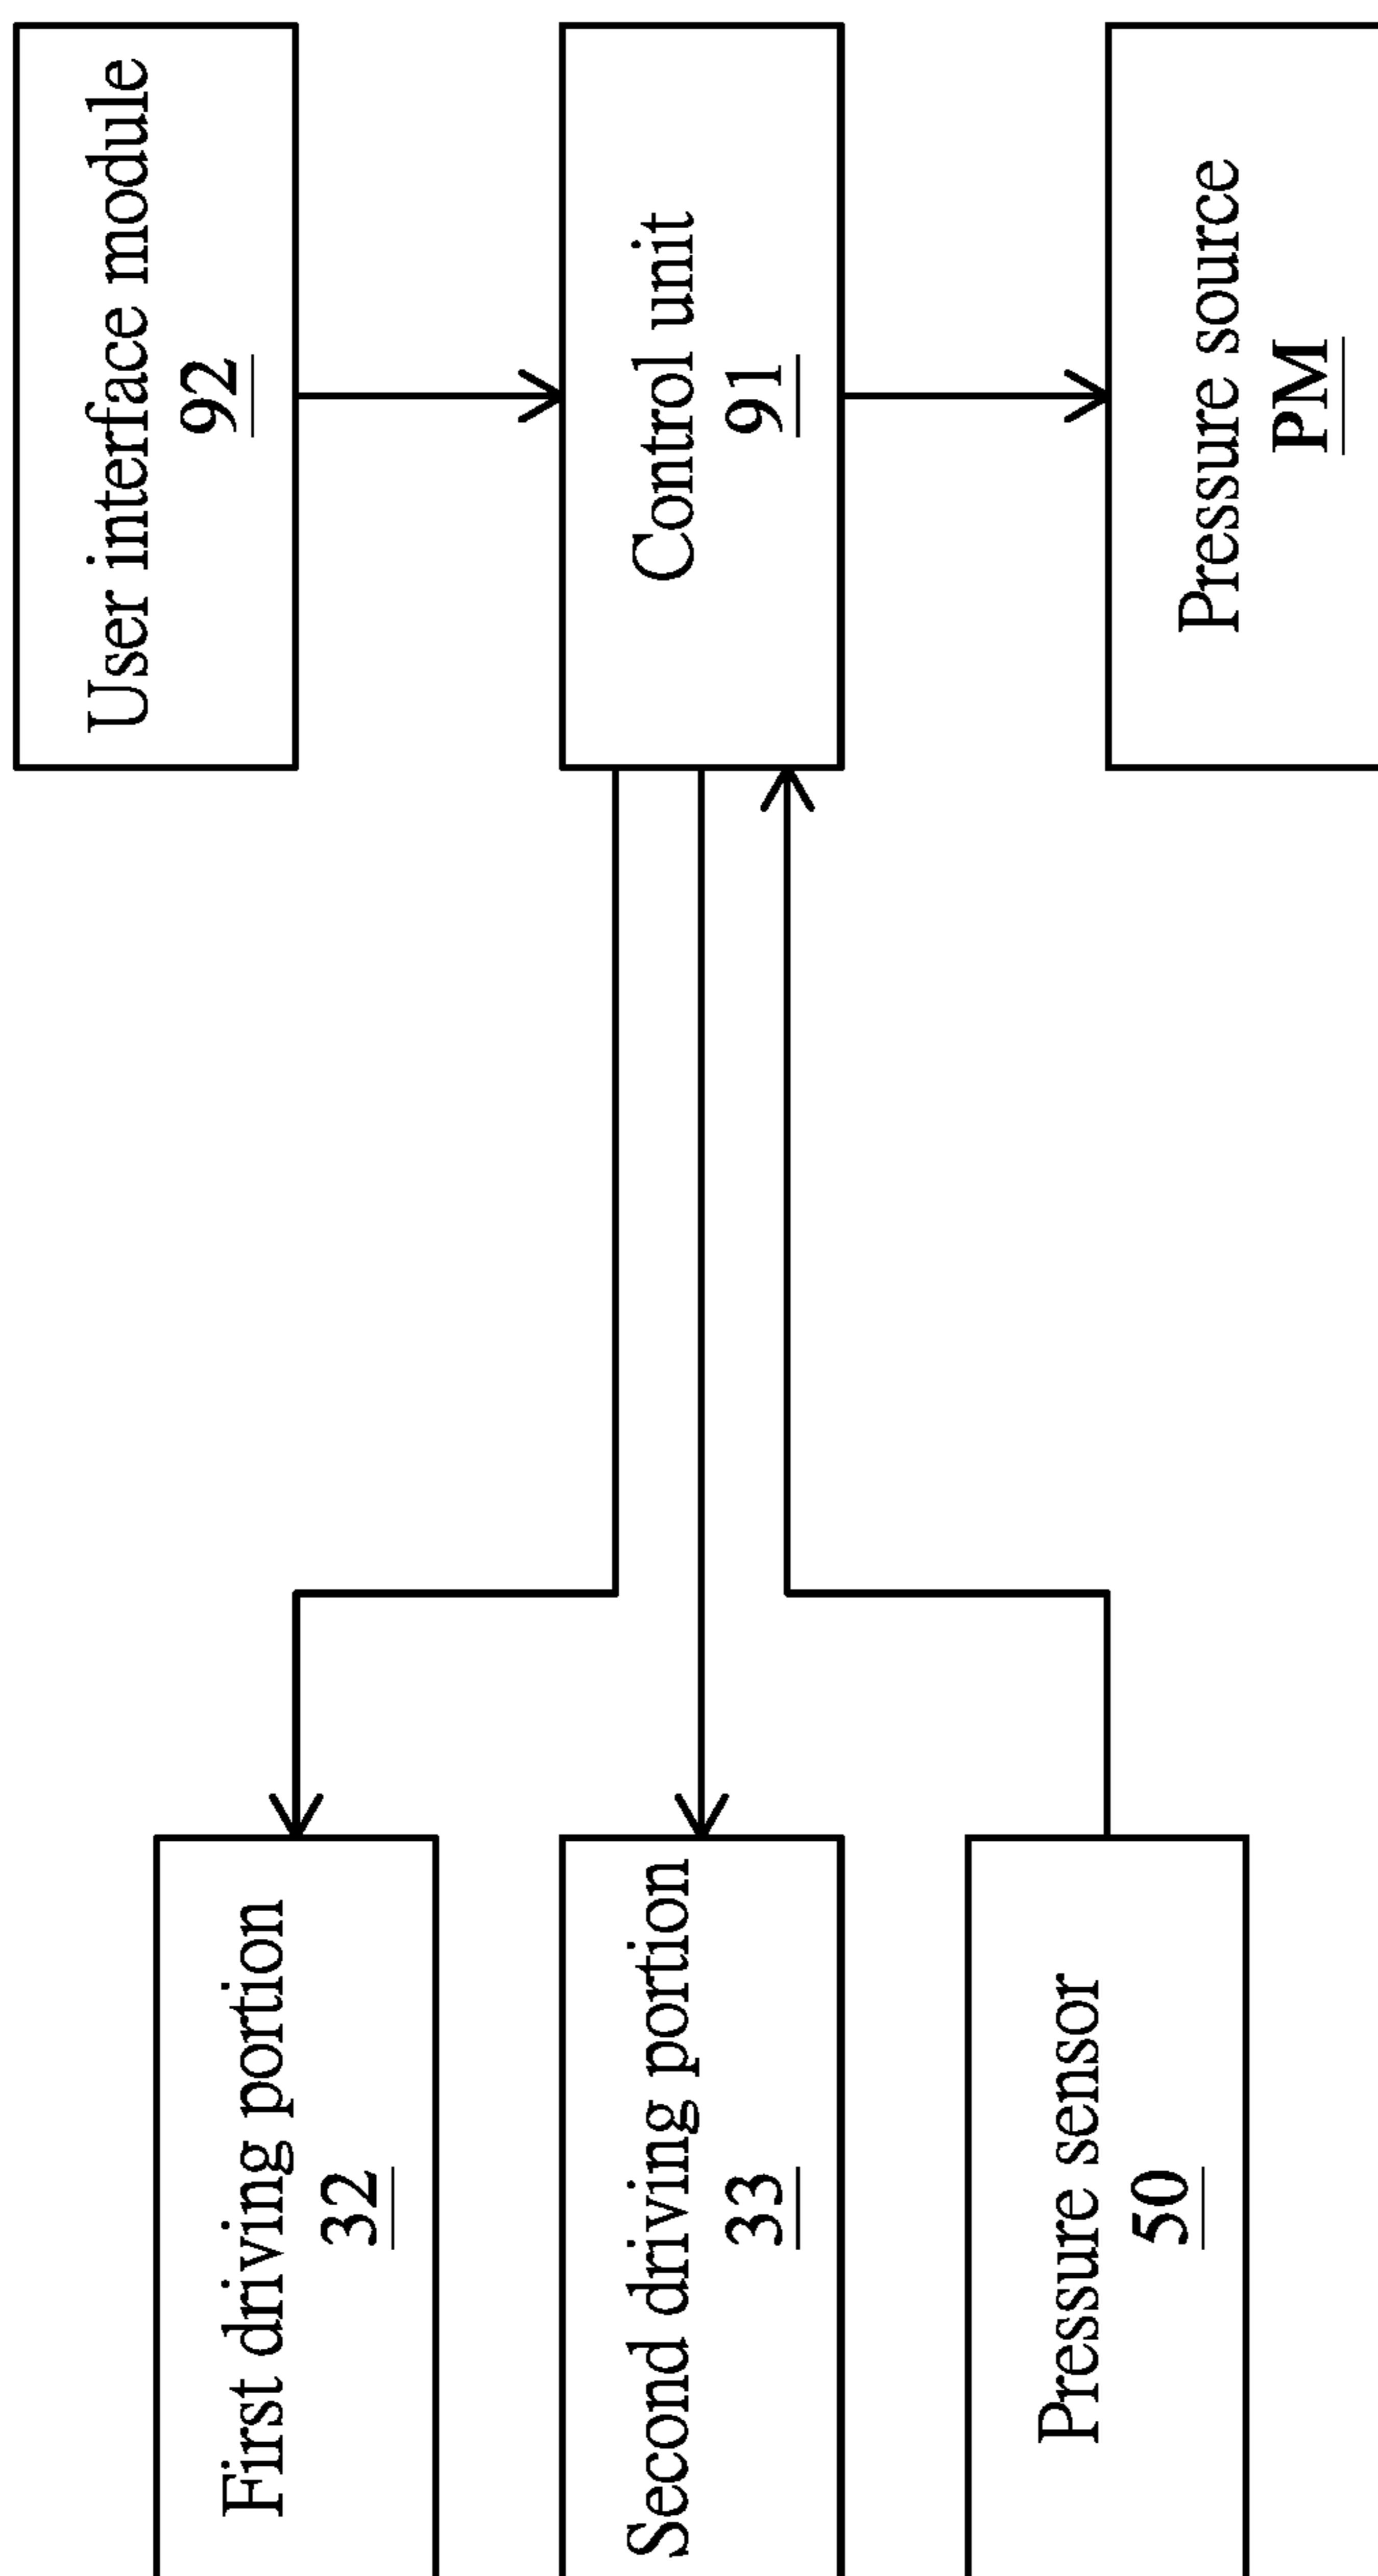 First driving portion
32
Second driving portion
33
Pressure sensor
50
User interface module
92
Control unit
91
Pressure source
PM